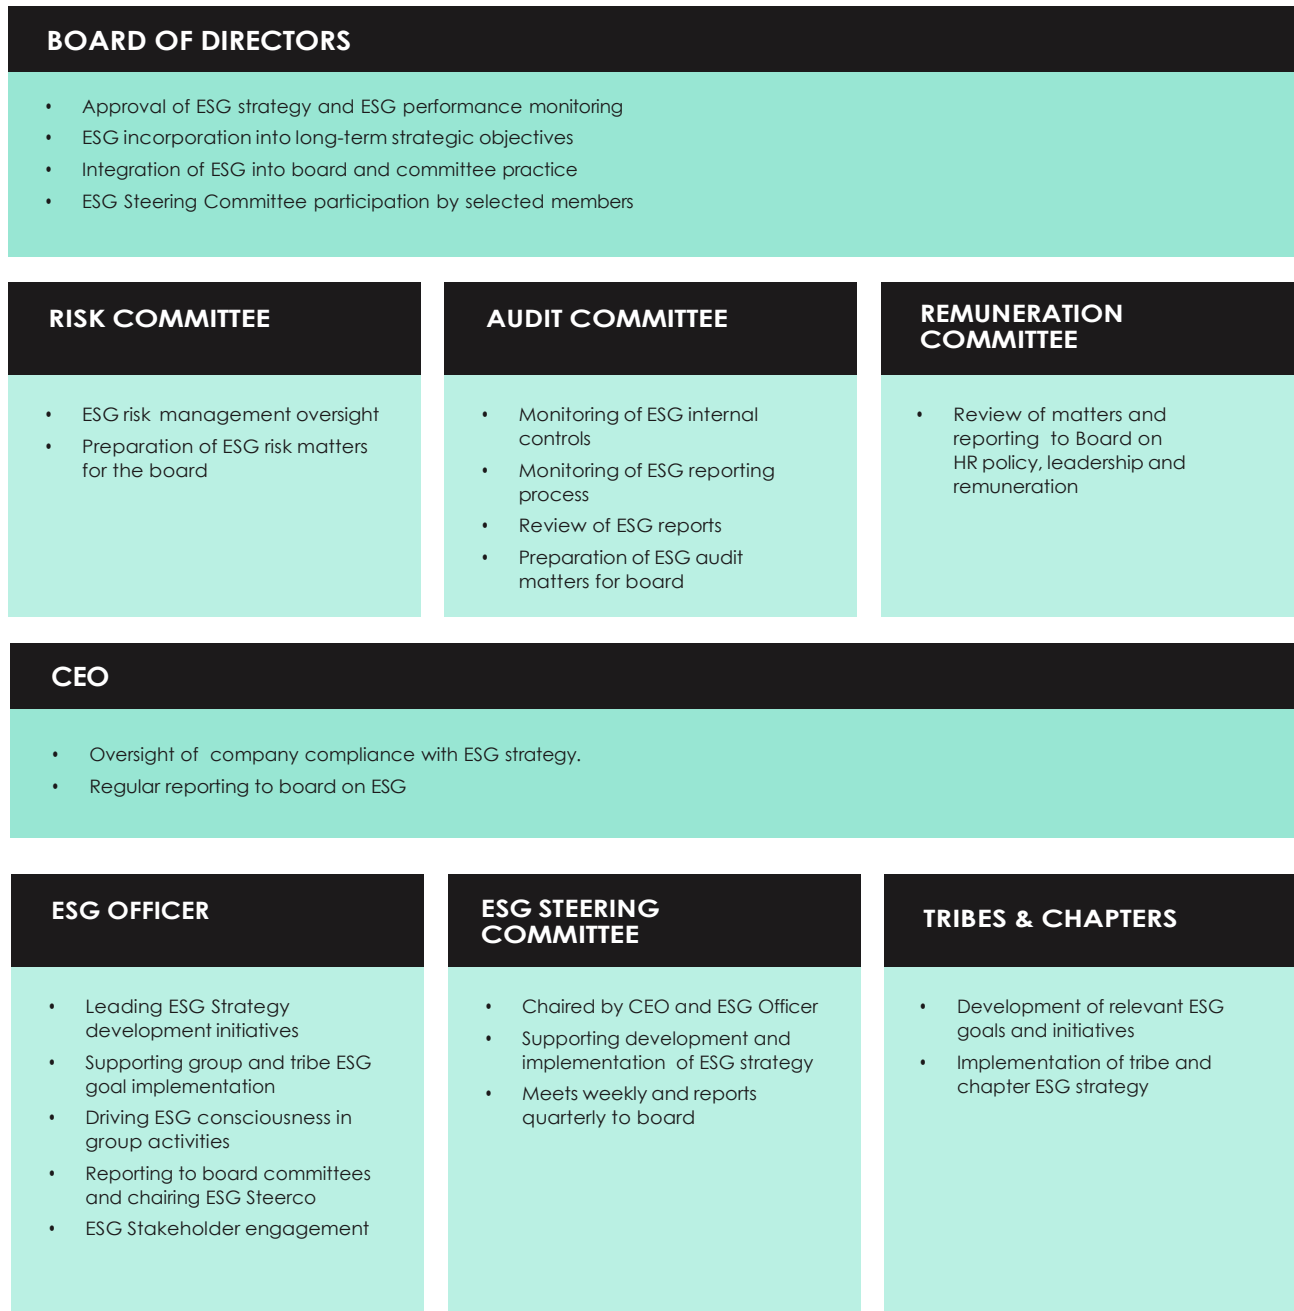 BOARD OF DIRECTORS
• Approval of ESG strategy and ESG performance monitoring
• ESG incorporation into long-term strategic objectives
• Integration of ESG into board and committee practice
• ESG Steering Committee participation by selected members
RISK COMMITTEE
• ESG risk management oversight
• Preparation of ESG risk matters
for the board
AUDIT COMMITTEE
• Monitoring of ESG internal
controls
• Monitoring of ESG reporting
process
• Review of ESG reports
• Preparation of ESG audit
matters for board
REMUNERATION
COMMITTEE
• Review of matters and
reporting to Board on
HR policy, leadership and
remuneration
CEO
• Oversight of company compliance with ESG strategy.
• Regular reporting to board on ESG
ESG OFFICER
• Leading ESG Strategy
development initiatives
• Supporting group and tribe ESG
goal implementation
• Driving ESG consciousness in
group activities
• Reporting to board committees
and chairing ESG Steerco
• ESG Stakeholder engagement
ESG STEERING
COMMITTEE
• Chaired by CEO and ESG Officer
• Supporting development and
implementation of ESG strategy
• Meets weekly and reports
quarterly to board
TRIBES & CHAPTERS
• Development of relevant ESG
goals and initiatives
• Implementation of tribe and
chapter ESG strategy